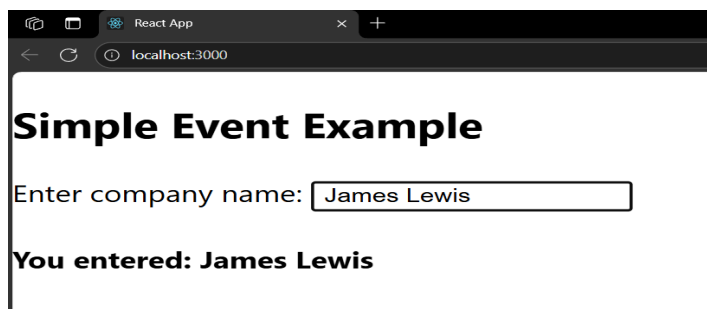 React App
localhost:3000
Simple Event Example
Enter company name: James Lewis
You entered: James Lewis